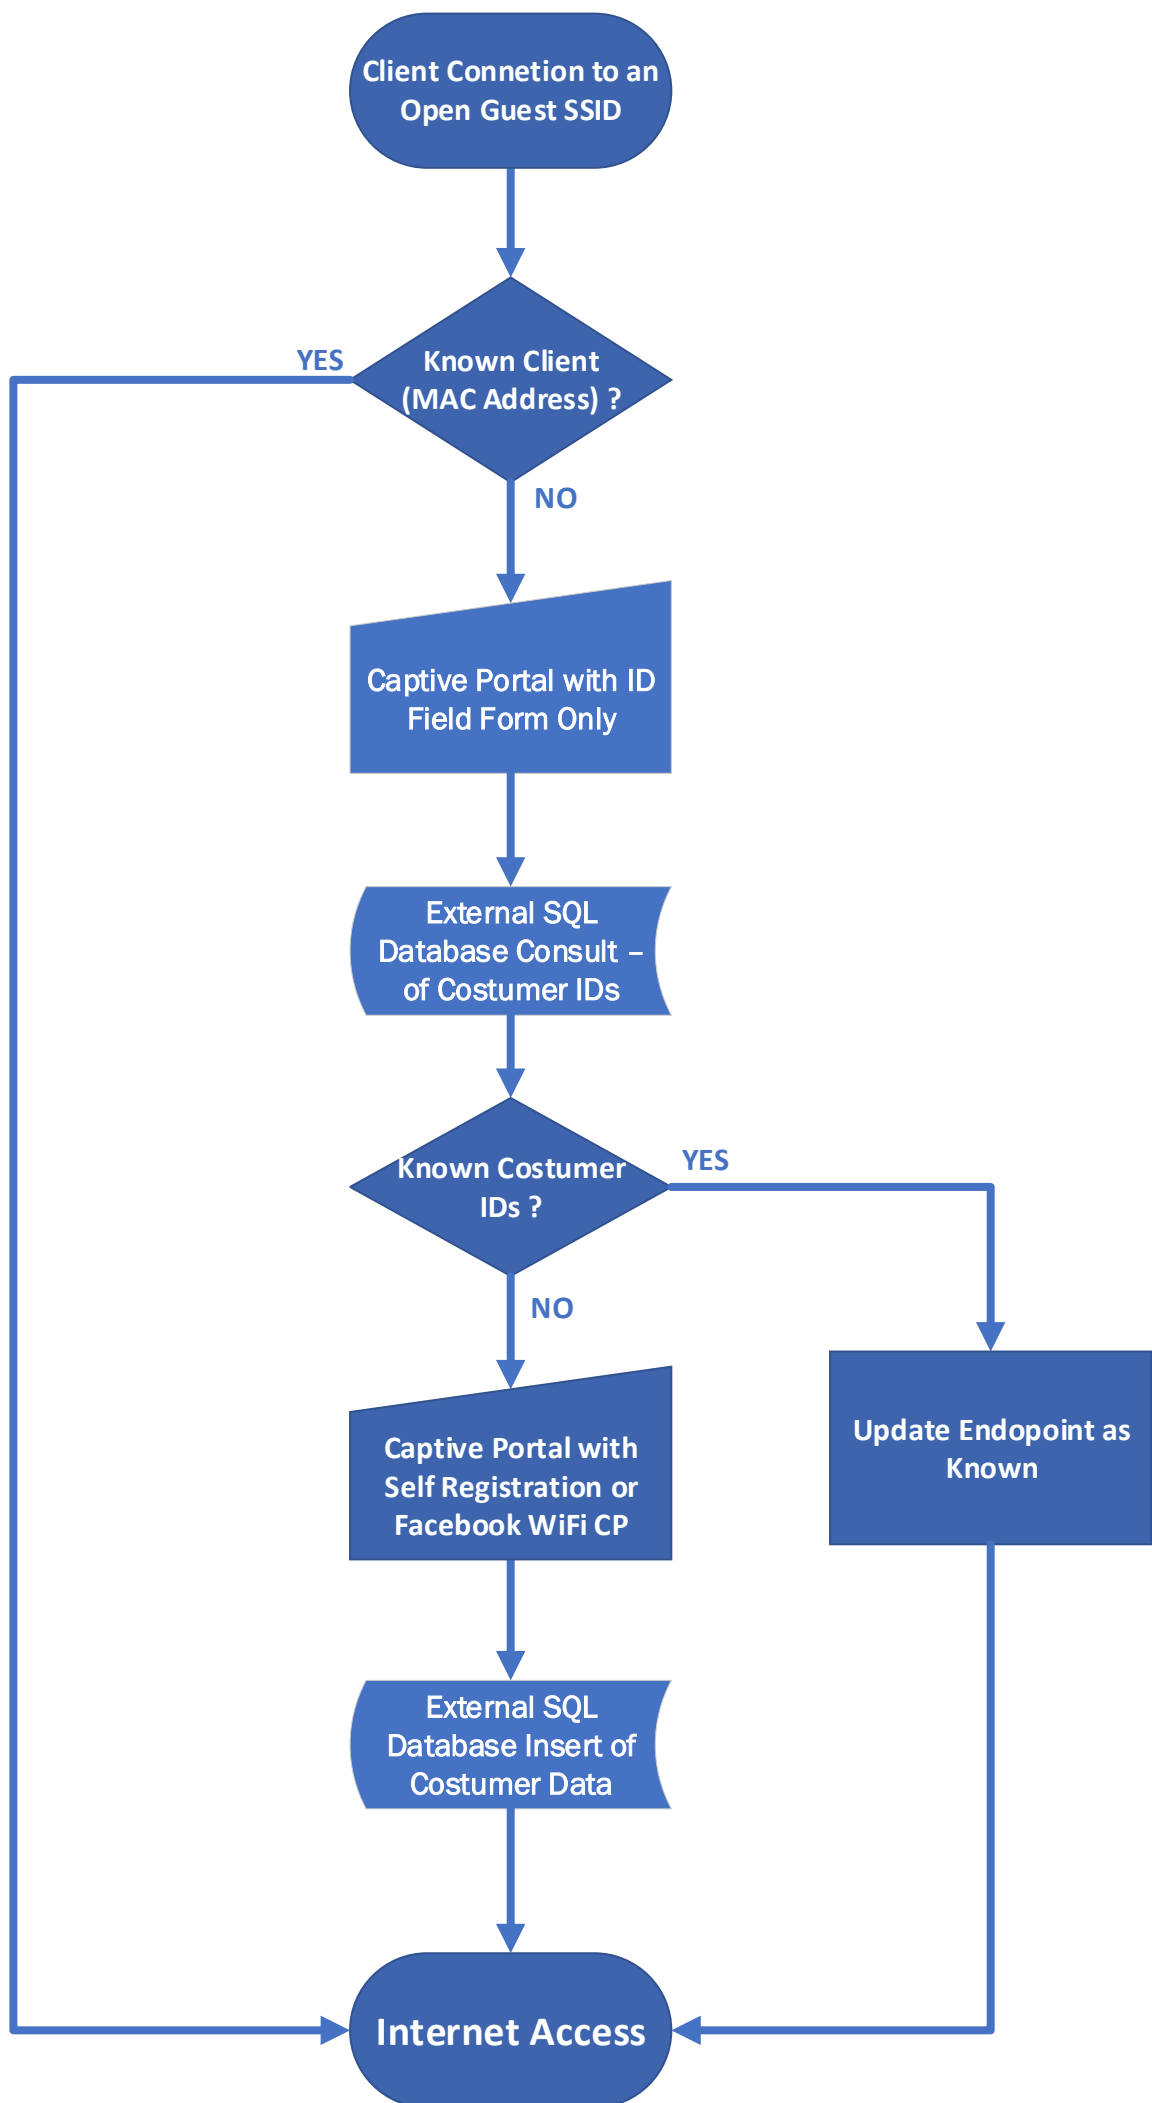 Client Connetion to an
Open Guest SSID
YES
Known Client
(MAC Address) ?
NO
Captive Portal with ID
Field Form Only
External SQL
Database Consult –
of Costumer IDs
Known Costumer
IDs ?
YES
NO
Captive Portal with
Self Registration or
Facebook WiFi CP
Update Endopoint as
Known
External SQL
Database Insert of
Costumer Data
Internet Access